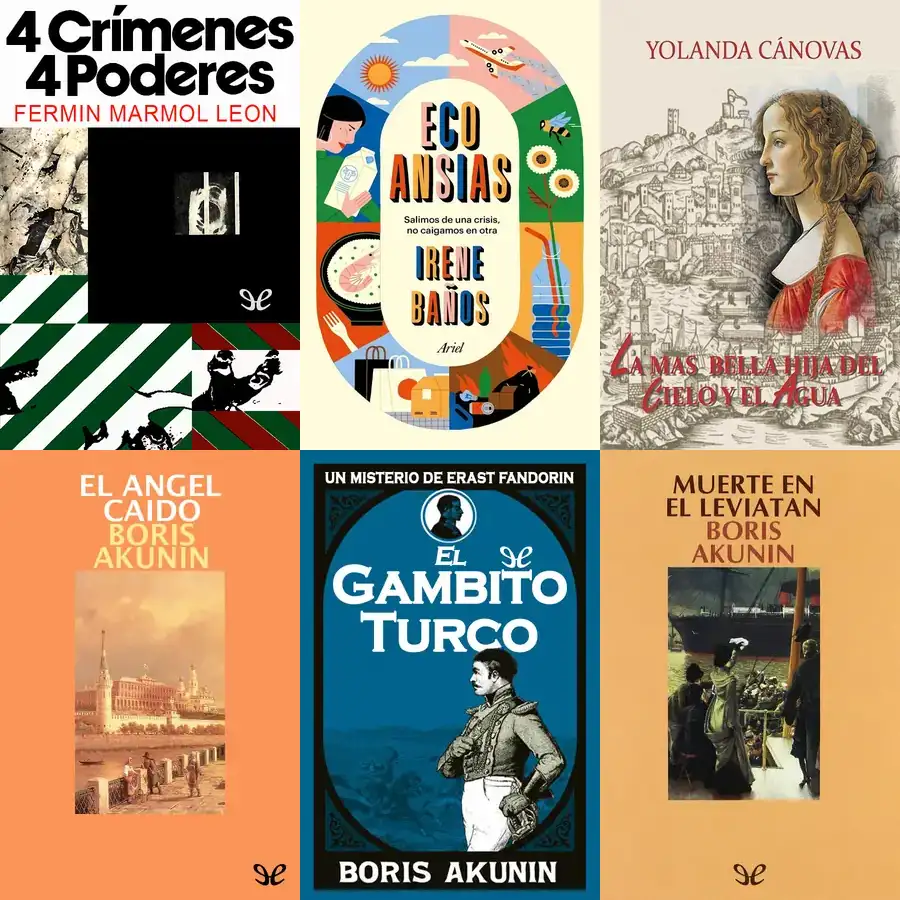 4 Crímenes
4 Poderes
FERMIN MARMOL LEON
ECO
ANSIAS
Salimos de una crisis,
no caigamos en otra
IRENE
BAÑOS
Ariel
YOLANDA CÁNOVAS
LA MAS BELLA HIJA DEL
CIELO Y EL AGUA
EL ANGEL
CAIDO
BORIS
AKUNIN
UN MISTERIO DE ERAST FANDORIN
EL
GAMBITO
TURCO
BORIS AKUNIN
MUERTE EN
EL LEVIATAN
BORIS
AKUNIN